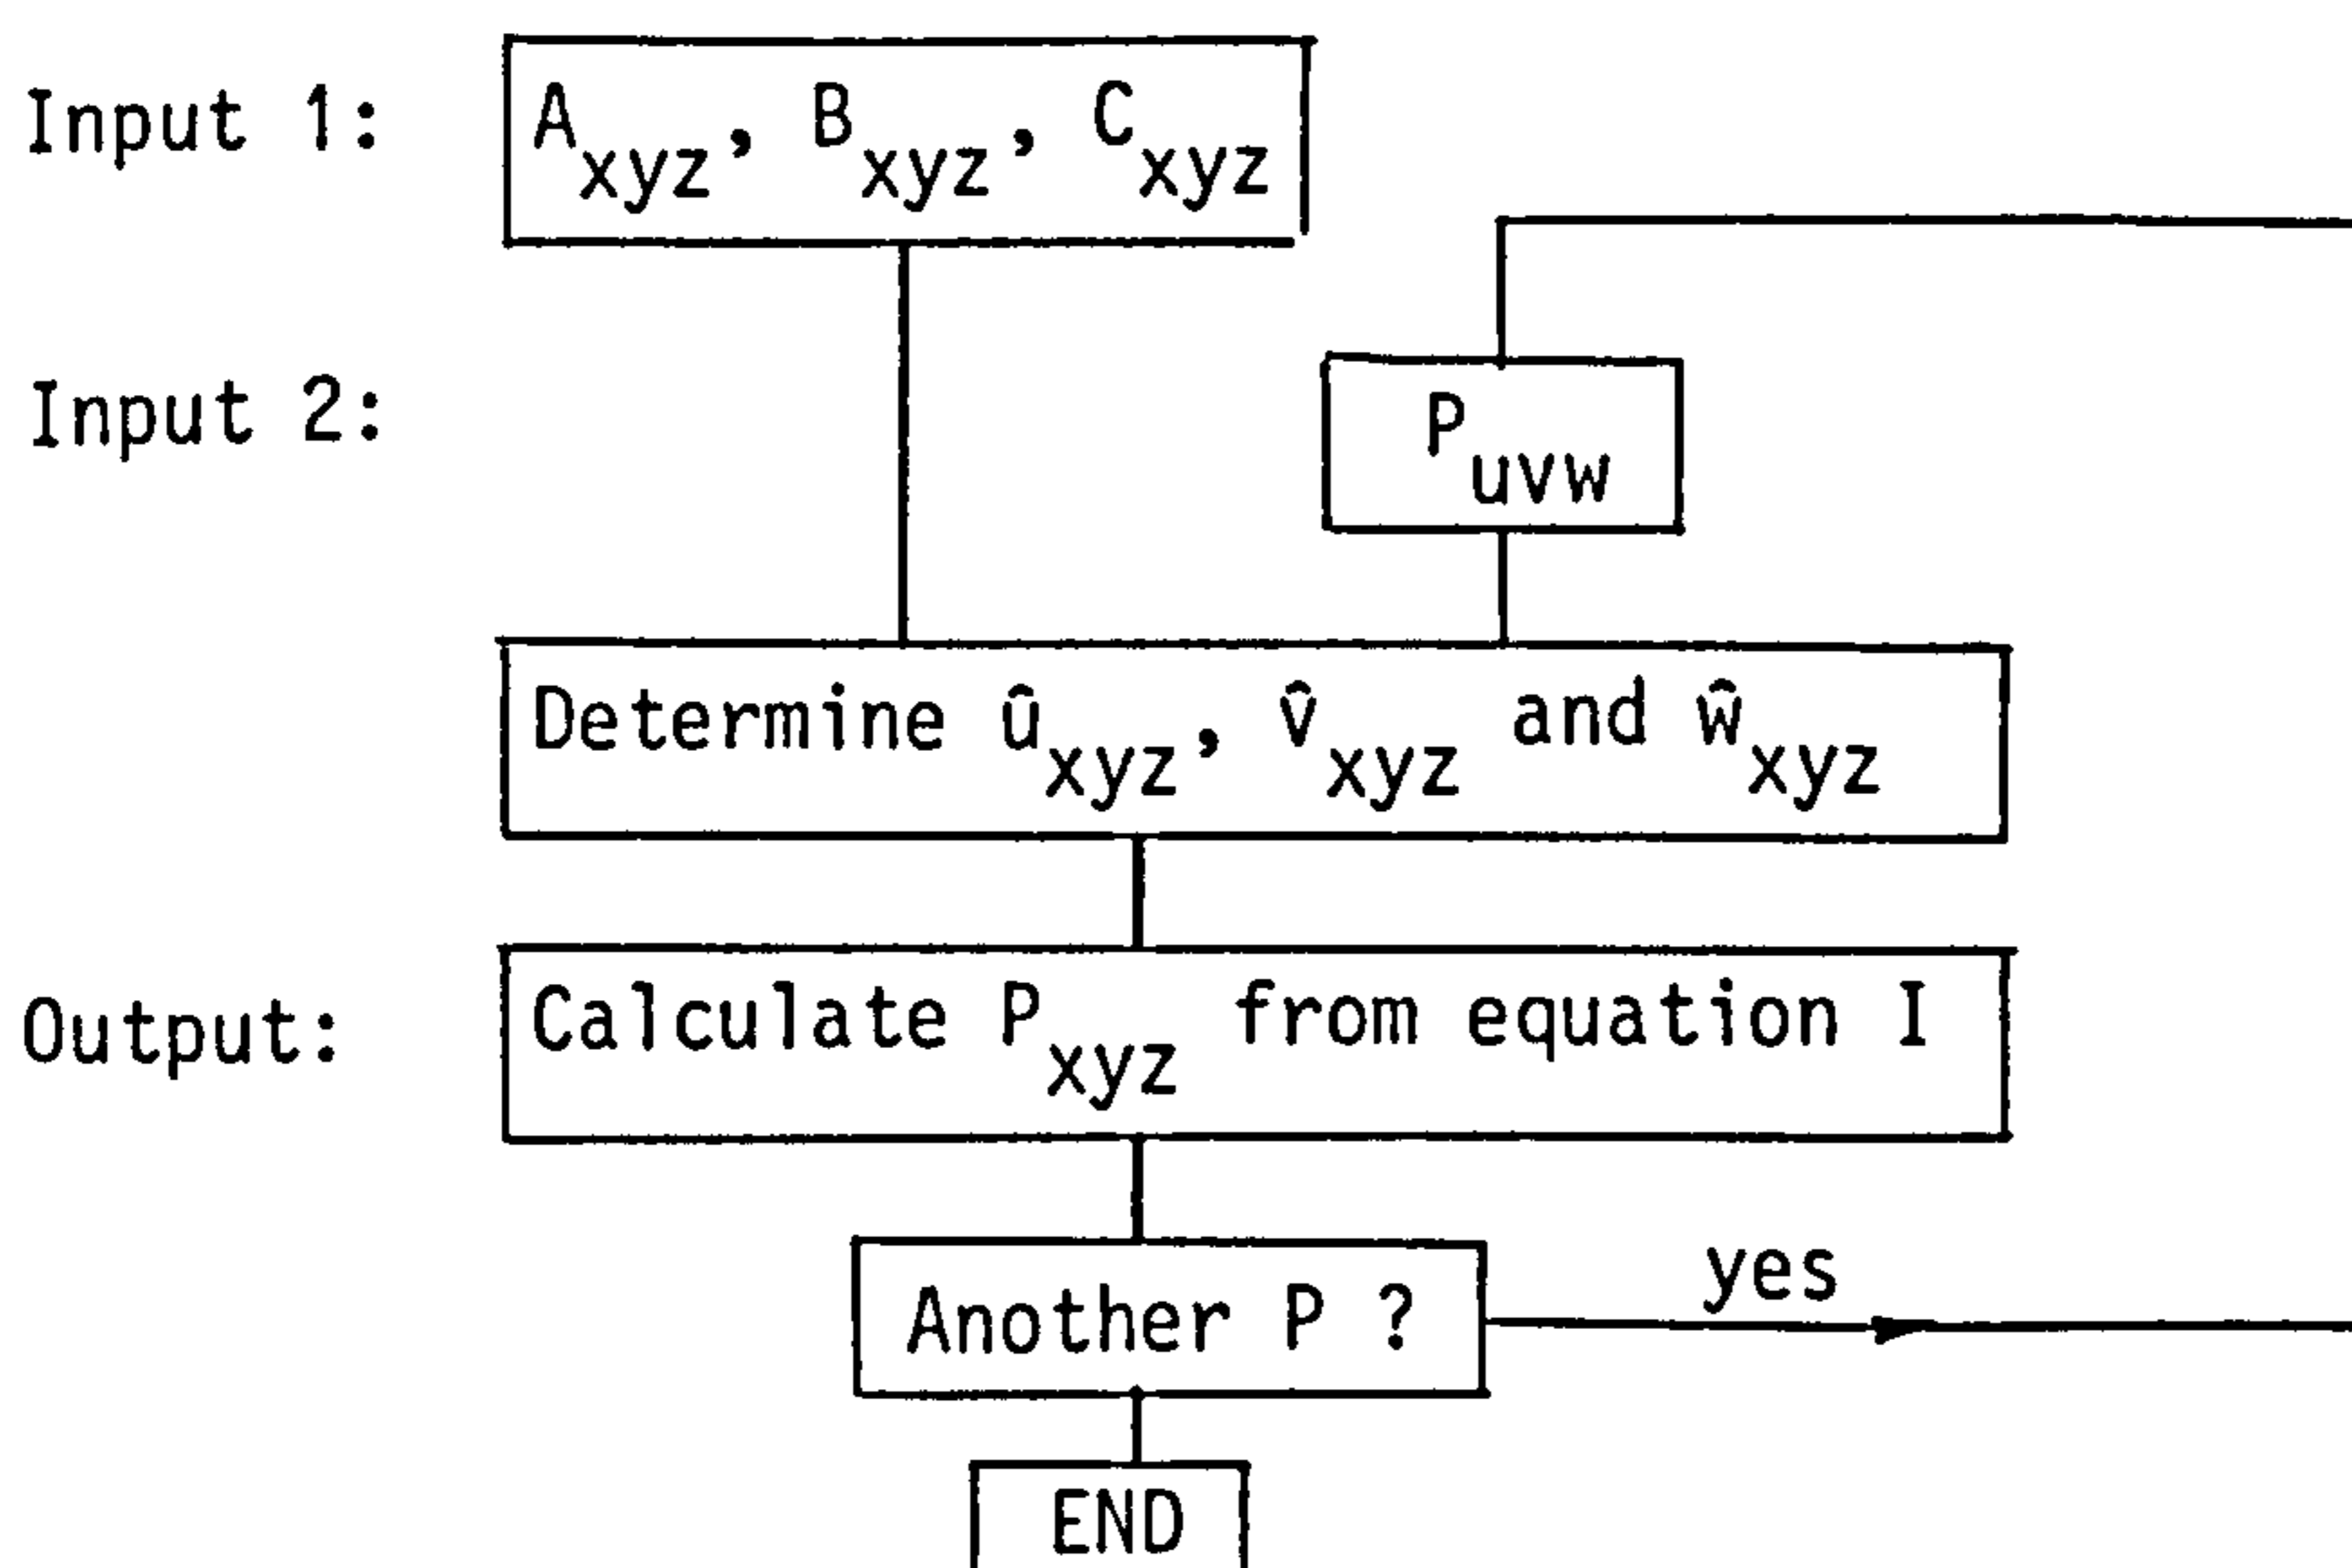 Input 1: A_xyz, B_xyz, C_xyz
Input 2: P_uvw
Determine û_xyz, v̂_xyz and ŵ_xyz
Output: Calculate P_xyz from equation I
Another P ? yes
END